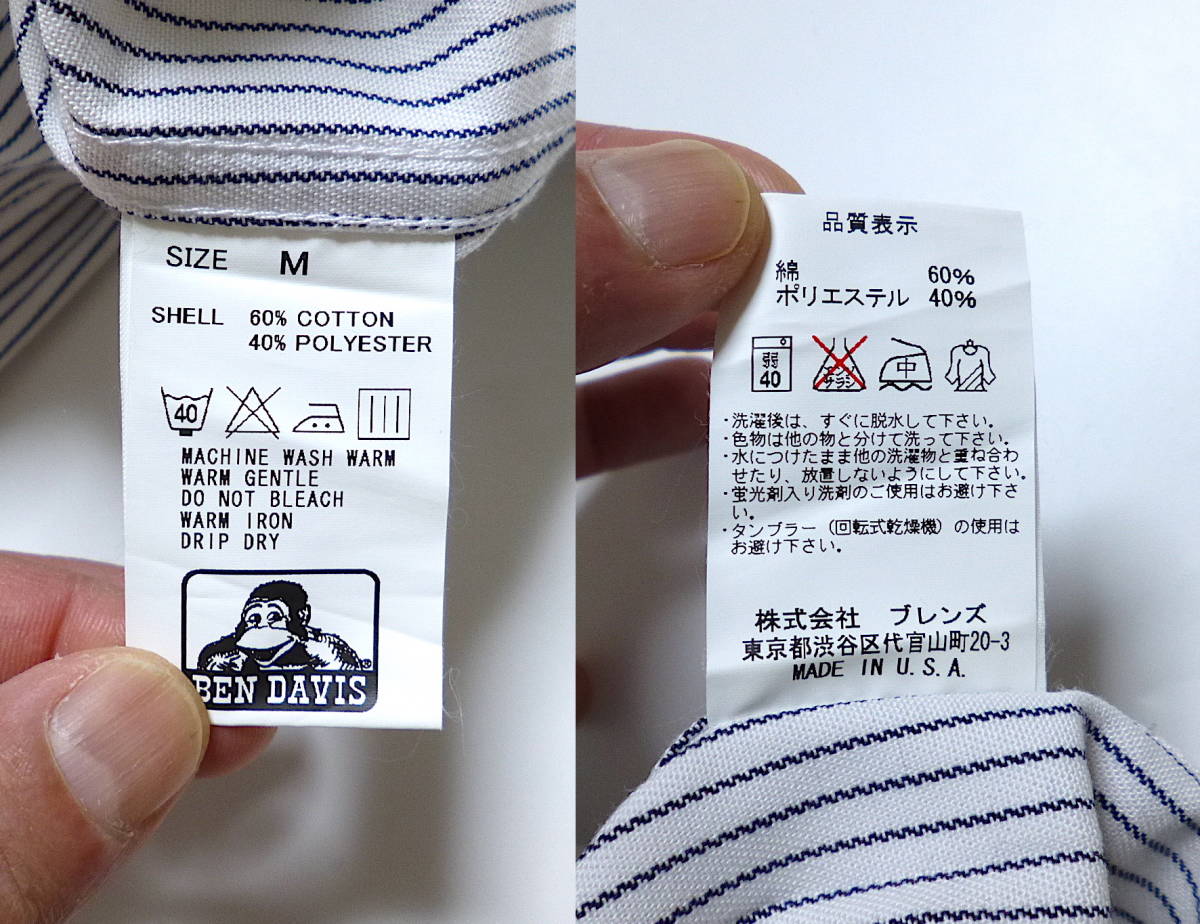 SIZE M
SHELL 60% COTTON
40% POLYESTER
40
MACHINE WASH WARM
WARM GENTLE
DO NOT BLEACH
WARM IRON
DRIP DRY
®
BEN DAVIS
品質表示
綿 60%
ポリエステル 40%
弱
40
エンソ
サラシ
中
・洗濯後は、すぐに脱水して下さい。
・色物は他の物と分けて洗って下さい。
・水につけたまま他の洗濯物と重ね合わ
せたり、放置しないようにして下さい。
・蛍光剤入り洗剤のご使用はお避け下さ
い。
・タンブラー(回転式乾燥機)の使用は
お避け下さい。
株式会社 ブレンズ
東京都渋谷区代官山町20-3
MADE IN U.S.A.